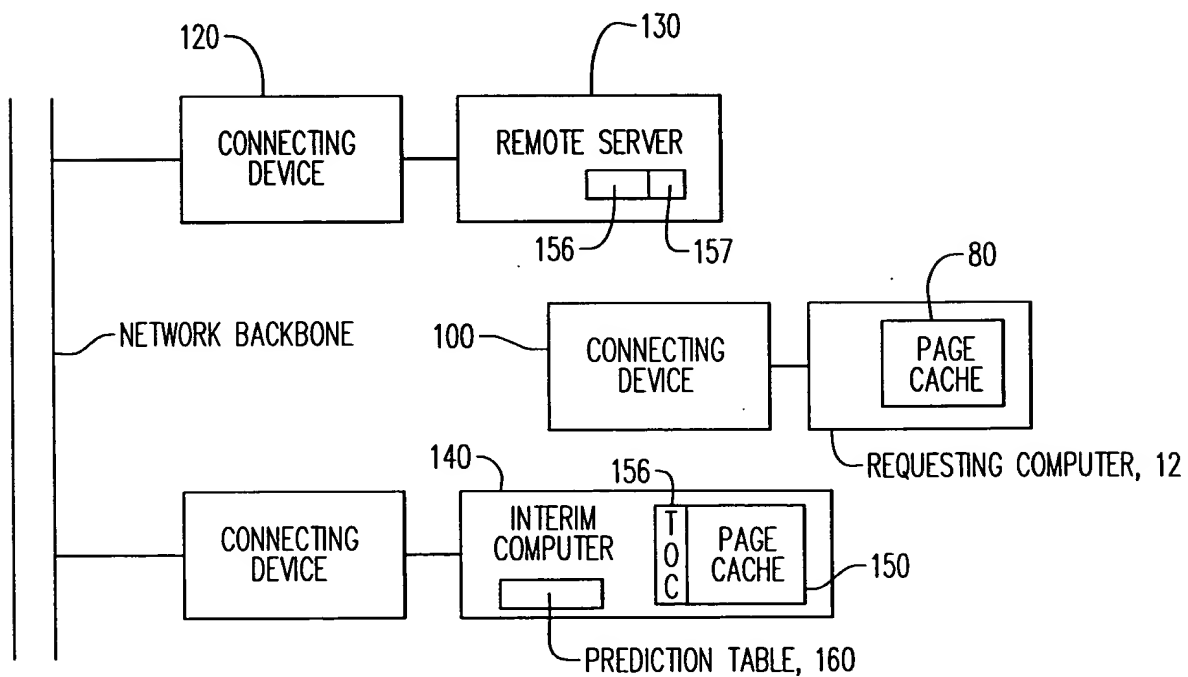 120
130
CONNECTING
DEVICE
REMOTE SERVER
156
157
80
NETWORK BACKBONE
100
CONNECTING
DEVICE
PAGE
CACHE
REQUESTING COMPUTER, 12
140
156
CONNECTING
DEVICE
INTERIM
COMPUTER
TOC
PAGE
CACHE
150
PREDICTION TABLE, 160